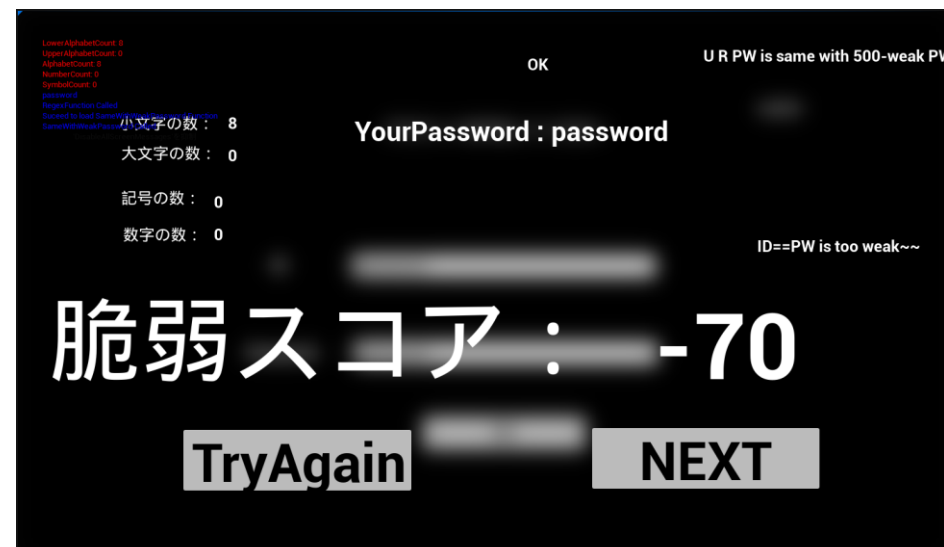 LowerAlphabetCount: 8
UpperAlphabetCount: 0
AlphabetCount: 8
NumberCount: 0
SymbolCount: 0
OK
U R PW is same with 500-weak PW
小文字の数： 8
YourPassword : password
大文字の数： 0
記号の数： 0
数字の数： 0
ID==PW is too weak~~
脆弱スコア： -70
TryAgain
NEXT